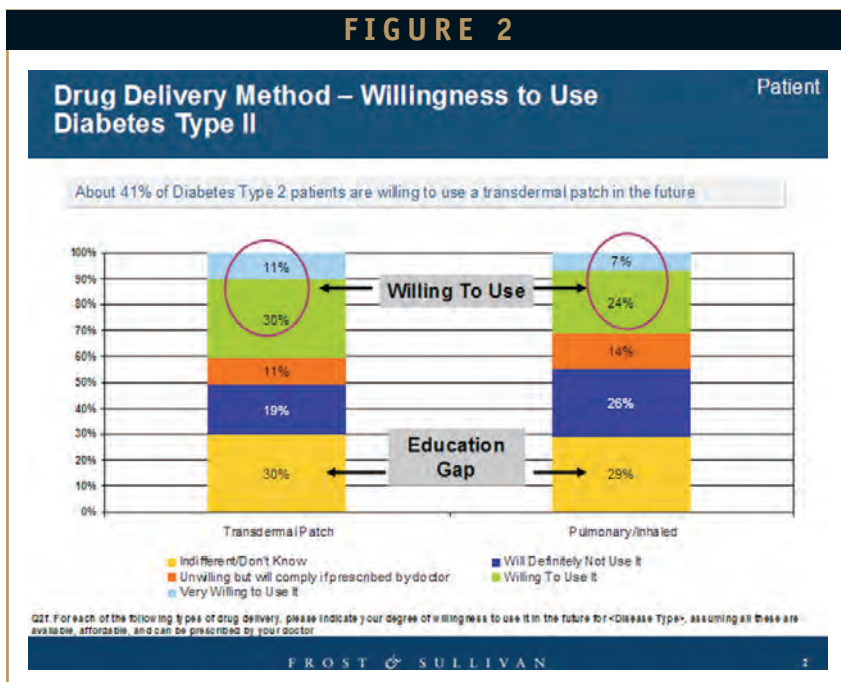 FIGURE 2
Drug Delivery Method – Willingness to Use
Diabetes Type II
Patient
About 41% of Diabetes Type 2 patients are willing to use a transdermal patch in the future
100%
90%
80%
70%
60%
50%
40%
30%
20%
10%
0%
11%
30%
11%
19%
30%
7%
24%
14%
26%
29%
Willing To Use
Education
Gap
Transdermal Patch
Pulmonary/Inhaled
Indifferent/Don't Know
Will Definitely Not Use It
Unwilling but will comply if prescribed by doctor
Willing To Use It
Very Willing to Use It
Q21. For each of the following types of drug delivery, please indicate your degree of willingness to use it in the future for <Disease Type>, assuming all these are
available, affordable, and can be prescribed by your doctor
FROST & SULLIVAN
2